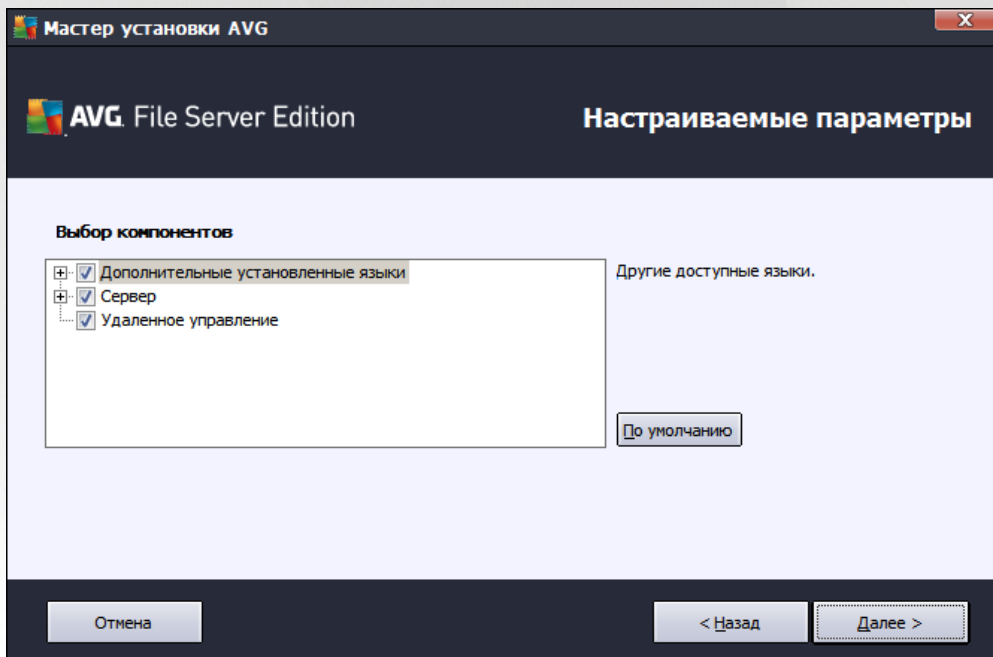 Мастер установки AVG
AVG. File Server Edition
Настраиваемые параметры
Выбор компонентов
Дополнительные установленные языки
Сервер
Удаленное управление
Другие доступные языки.
По умолчанию
Отмена
< Назад
Далее >